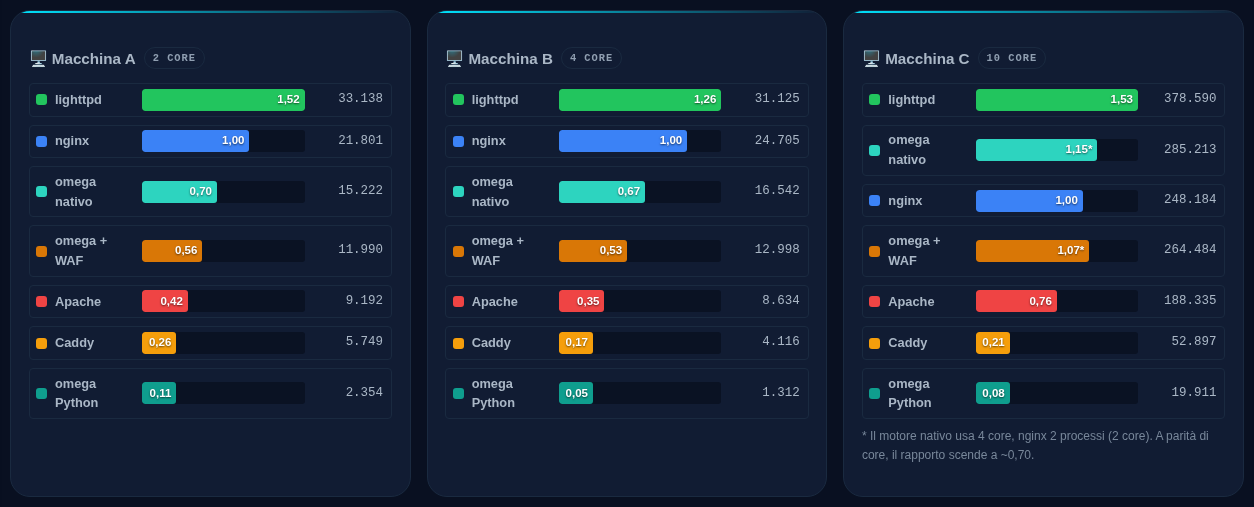 Macchina A 2 CORE
lighttpd 1,52 33.138
nginx 1,00 21.801
omega
nativo 0,70 15.222
omega +
WAF 0,56 11.990
Apache 0,42 9.192
Caddy 0,26 5.749
omega
Python 0,11 2.354
Macchina B 4 CORE
lighttpd 1,26 31.125
nginx 1,00 24.705
omega
nativo 0,67 16.542
omega +
WAF 0,53 12.998
Apache 0,35 8.634
Caddy 0,17 4.116
omega
Python 0,05 1.312
Macchina C 10 CORE
lighttpd 1,53 378.590
omega
nativo 1,15* 285.213
nginx 1,00 248.184
omega +
WAF 1,07* 264.484
Apache 0,76 188.335
Caddy 0,21 52.897
omega
Python 0,08 19.911
* Il motore nativo usa 4 core, nginx 2 processi (2 core). A parità di
core, il rapporto scende a ~0,70.